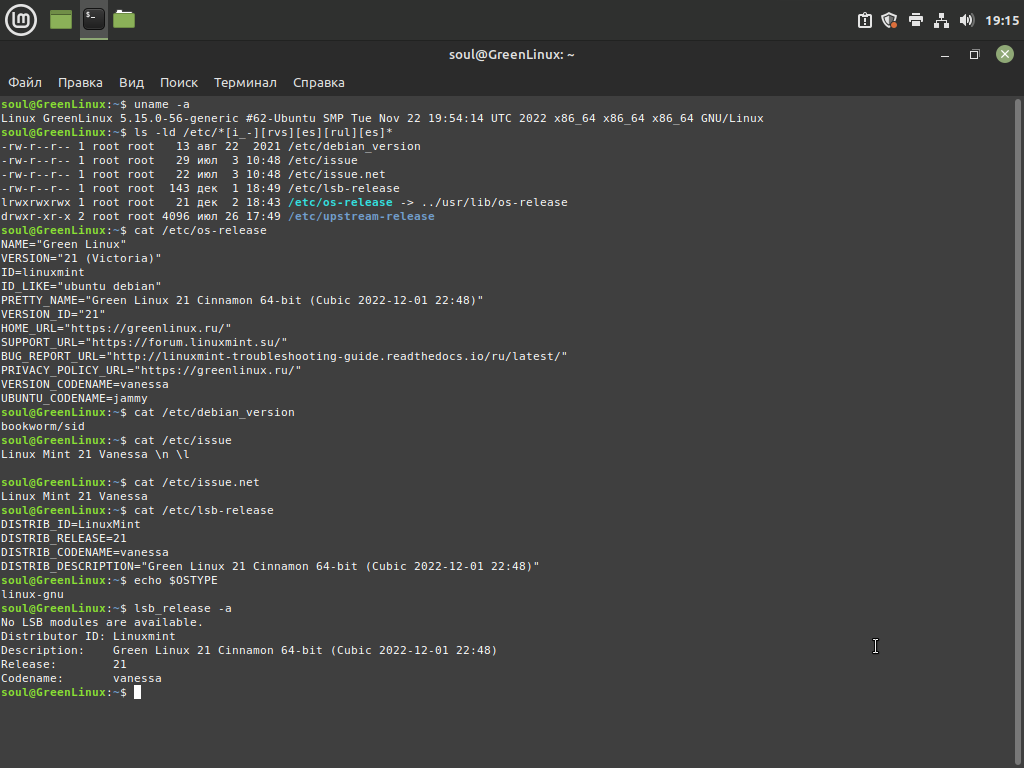 19:15
soul@GreenLinux: ~
Файл Правка Вид Поиск Терминал Справка
soul@GreenLinux:~$ uname -a
Linux GreenLinux 5.15.0-56-generic #62-Ubuntu SMP Tue Nov 22 19:54:14 UTC 2022 x86_64 x86_64 x86_64 GNU/Linux
soul@GreenLinux:~$ ls -ld /etc/*[i_-][rvs][es][rul][es]*
-rw-r--r-- 1 root root   13 авг 22  2021 /etc/debian_version
-rw-r--r-- 1 root root   29 июл  3 10:48 /etc/issue
-rw-r--r-- 1 root root   22 июл  3 10:48 /etc/issue.net
-rw-r--r-- 1 root root  143 дек  1 18:49 /etc/lsb-release
lrwxrwxrwx 1 root root   21 дек  2 18:43 /etc/os-release -> ../usr/lib/os-release
drwxr-xr-x 2 root root 4096 июл 26 17:49 /etc/upstream-release
soul@GreenLinux:~$ cat /etc/os-release
NAME="Green Linux"
VERSION="21 (Victoria)"
ID=linuxmint
ID_LIKE="ubuntu debian"
PRETTY_NAME="Green Linux 21 Cinnamon 64-bit (Cubic 2022-12-01 22:48)"
VERSION_ID="21"
HOME_URL="https://greenlinux.ru/"
SUPPORT_URL="https://forum.linuxmint.su/"
BUG_REPORT_URL="http://linuxmint-troubleshooting-guide.readthedocs.io/ru/latest/"
PRIVACY_POLICY_URL="https://greenlinux.ru/"
VERSION_CODENAME=vanessa
UBUNTU_CODENAME=jammy
soul@GreenLinux:~$ cat /etc/debian_version
bookworm/sid
soul@GreenLinux:~$ cat /etc/issue
Linux Mint 21 Vanessa \n \l
soul@GreenLinux:~$ cat /etc/issue.net
Linux Mint 21 Vanessa
soul@GreenLinux:~$ cat /etc/lsb-release
DISTRIB_ID=LinuxMint
DISTRIB_RELEASE=21
DISTRIB_CODENAME=vanessa
DISTRIB_DESCRIPTION="Green Linux 21 Cinnamon 64-bit (Cubic 2022-12-01 22:48)"
soul@GreenLinux:~$ echo $OSTYPE
linux-gnu
soul@GreenLinux:~$ lsb_release -a
No LSB modules are available.
Distributor ID: Linuxmint
Description:    Green Linux 21 Cinnamon 64-bit (Cubic 2022-12-01 22:48)
Release:        21
Codename:       vanessa
soul@GreenLinux:~$